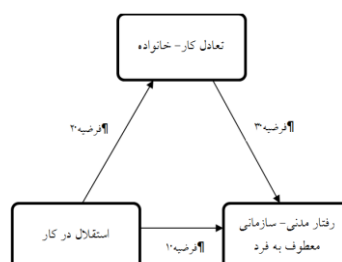 تعادل کار- خانواده
¶فرضیه۲
¶فرضیه۳
رفتار مدنی- سازمانی
معطوف به فرد
استقلال در کار
¶فرضیه۱